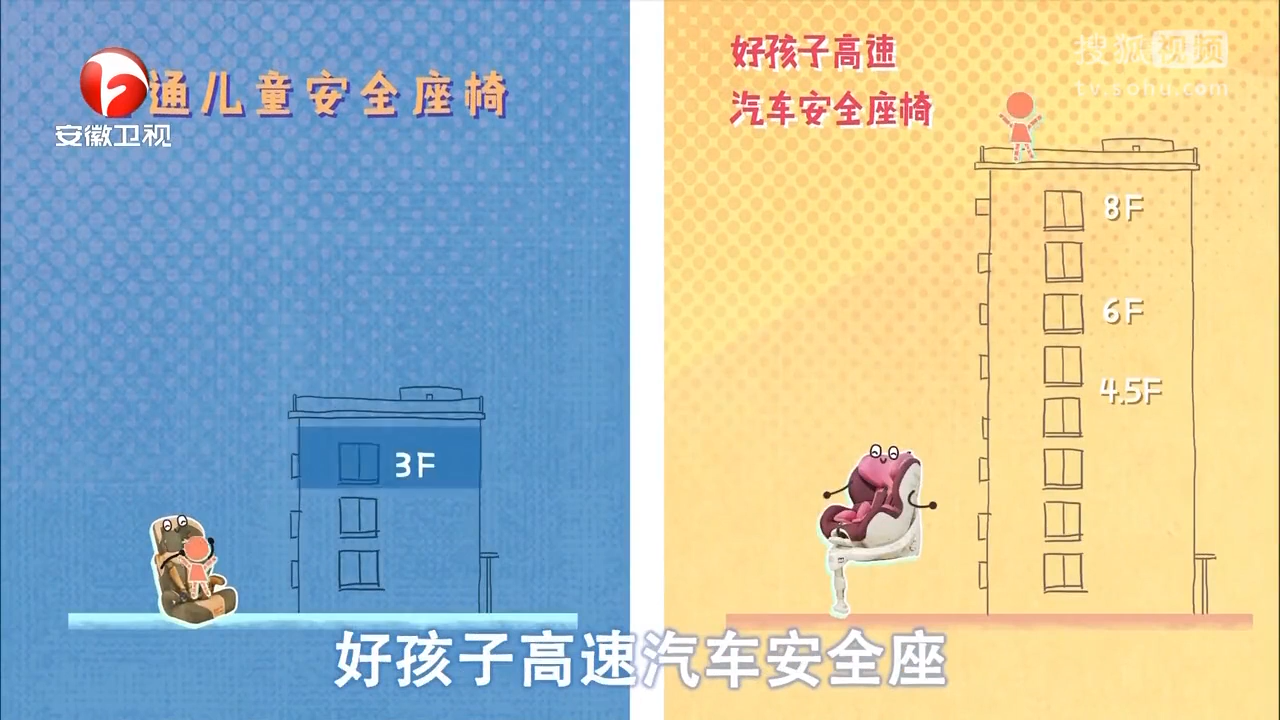 通儿童安全座椅
安徽卫视
3F
好孩子高速
汽车安全座椅
搜狐视频
tv.sohu.com
8F
6F
4.5F
好孩子高速汽车安全座